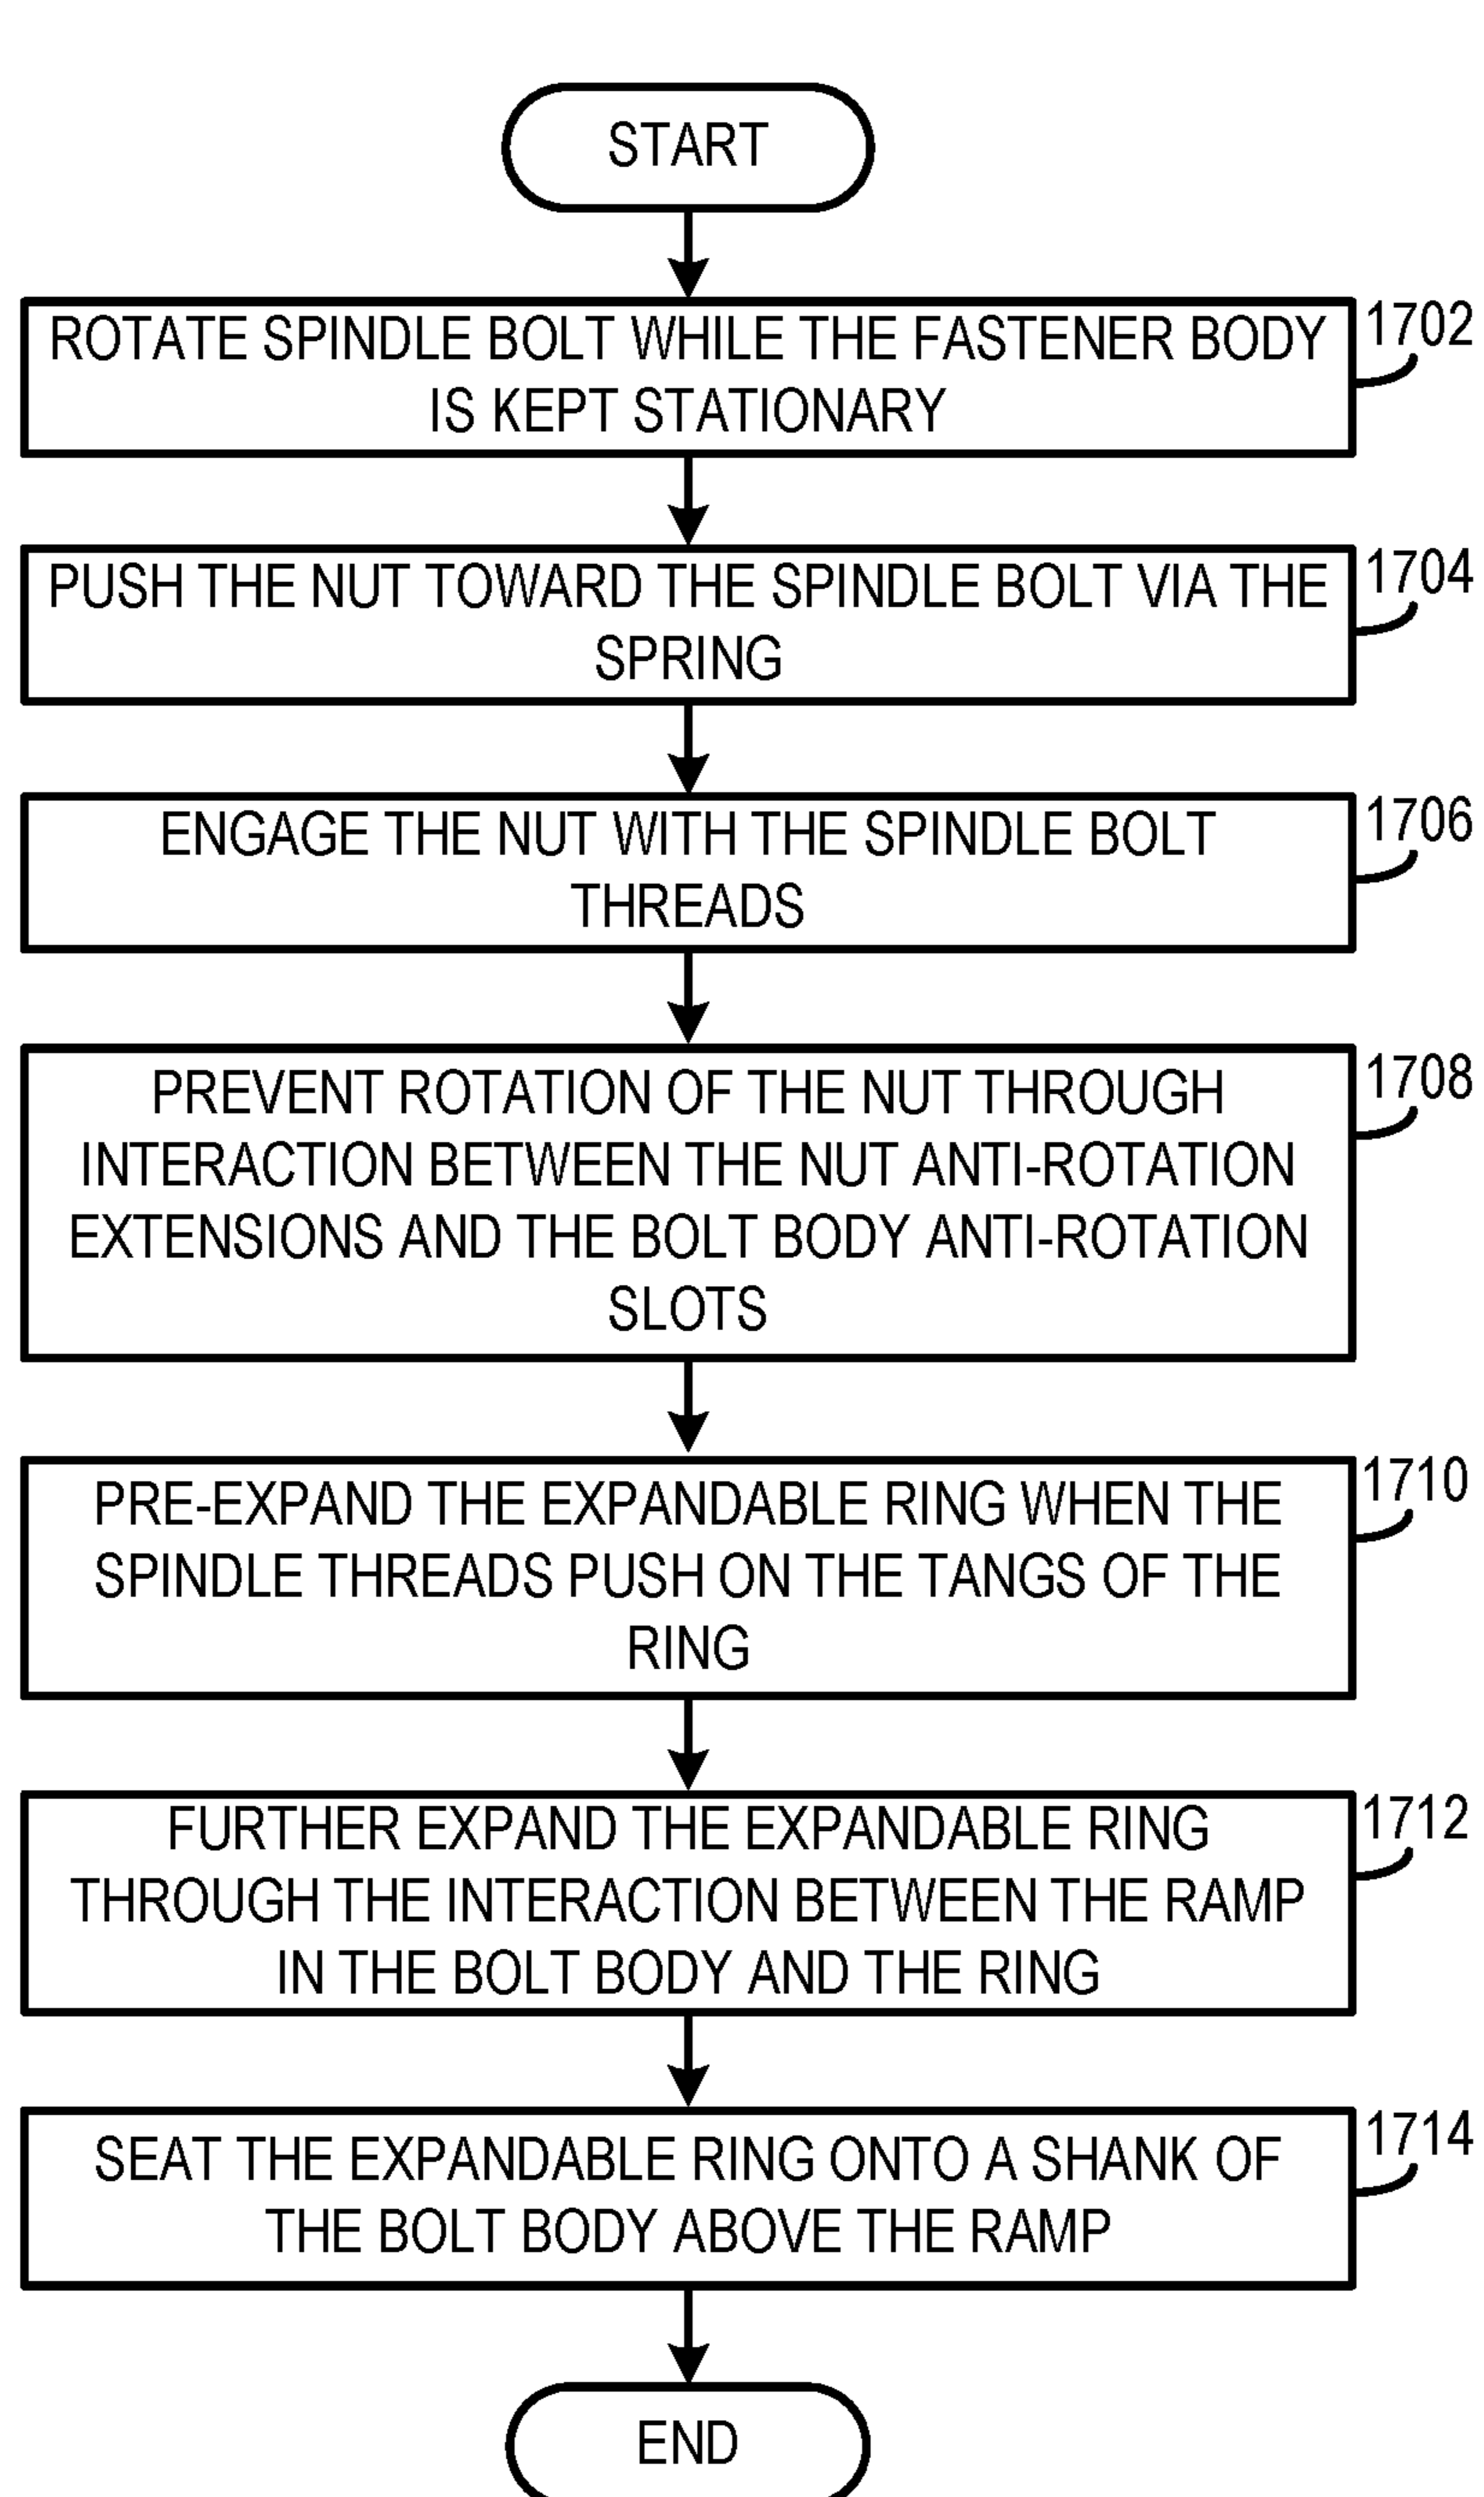 START
ROTATE SPINDLE BOLT WHILE THE FASTENER BODY
IS KEPT STATIONARY
1702
PUSH THE NUT TOWARD THE SPINDLE BOLT VIA THE
SPRING
1704
ENGAGE THE NUT WITH THE SPINDLE BOLT
THREADS
1706
PREVENT ROTATION OF THE NUT THROUGH
INTERACTION BETWEEN THE NUT ANTI-ROTATION
EXTENSIONS AND THE BOLT BODY ANTI-ROTATION
SLOTS
1708
PRE-EXPAND THE EXPANDABLE RING WHEN THE
SPINDLE THREADS PUSH ON THE TANGS OF THE
RING
1710
FURTHER EXPAND THE EXPANDABLE RING
THROUGH THE INTERACTION BETWEEN THE RAMP
IN THE BOLT BODY AND THE RING
1712
SEAT THE EXPANDABLE RING ONTO A SHANK OF
THE BOLT BODY ABOVE THE RAMP
1714
END